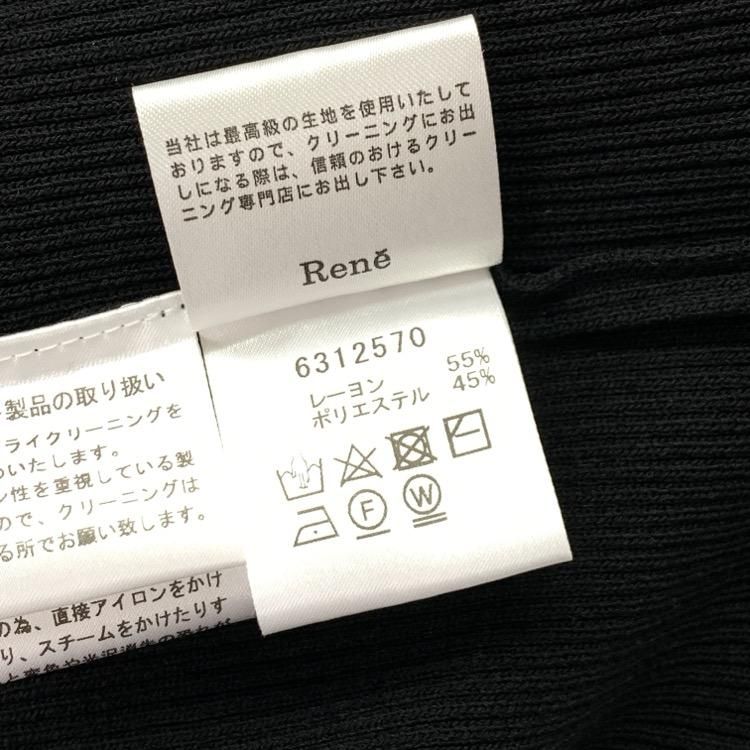 当社は最高級の生地を使用いたして
おりますので、クリーニングにお出
しになる際は、信頼のおけるクリー
ニング専門店にお出し下さい。
René
6312570
レーヨン 55%
ポリエステル 45%
F W
製品の取り扱い
ライクリーニングを
いたします。
ン性を重視している製
ので、クリーニングは
る所でお願い致します。
の為、直接アイロンをかけ
り、スチームをかけたりす